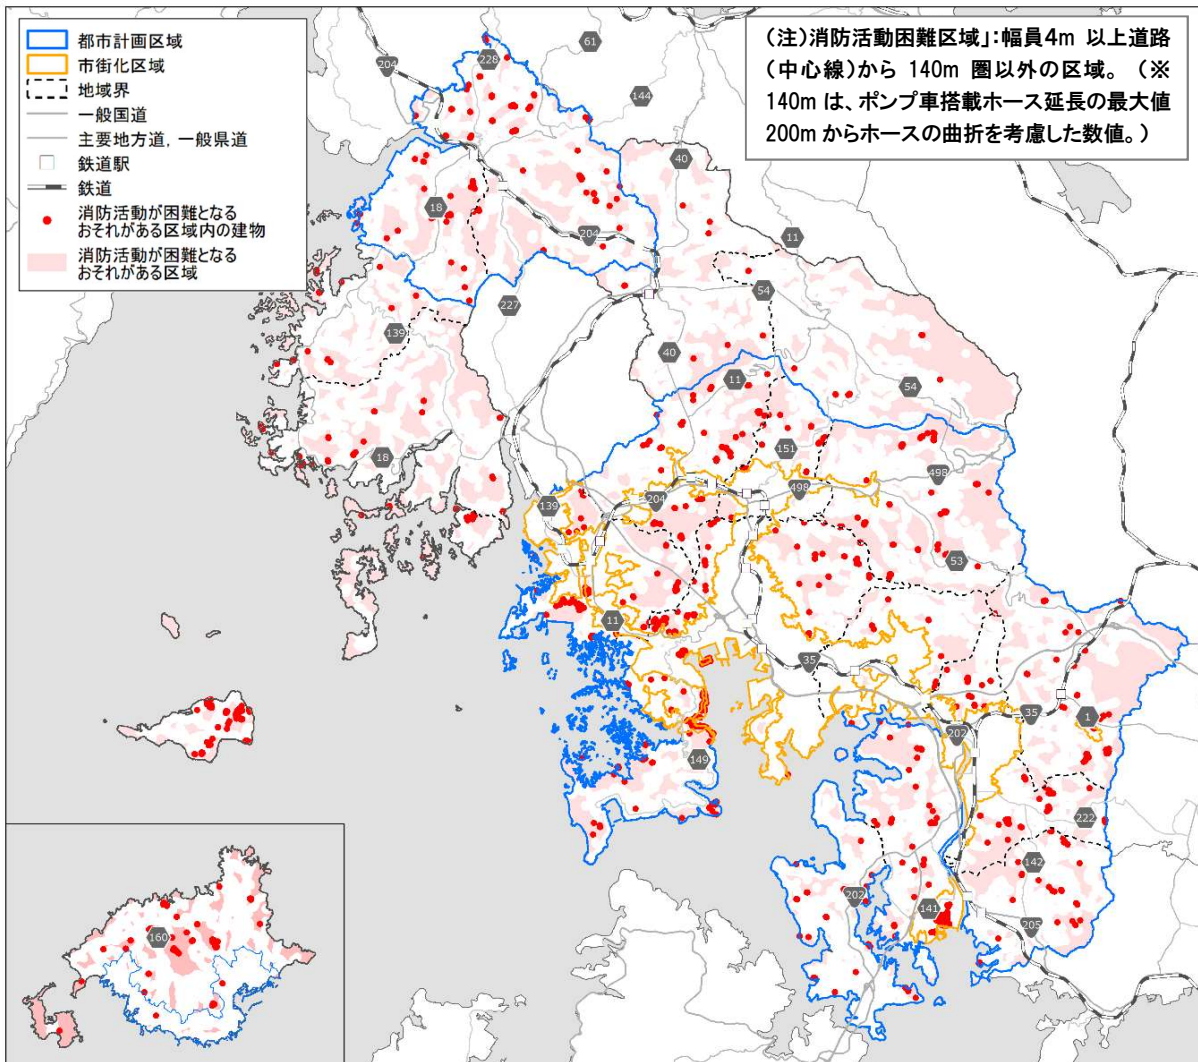 都市計画区域
市街化区域
地域界
一般国道
主要地方道, 一般県道
鉄道駅
鉄道
消防活動が困難となる
おそれがある区域内の建物
消防活動が困難となる
おそれがある区域
(注)消防活動困難区域」:幅員4m 以上道路
(中心線)から 140m 圏以外の区域。 (※
140m は、ポンプ車搭載ホース延長の最大値
200m からホースの曲折を考慮した数値。)
61
204
228
144
40
18
204
11
227
54
139
40
11
54
18
151
498
498
204
139
53
11
35
35
1
202
149
222
142
202
141
205
160